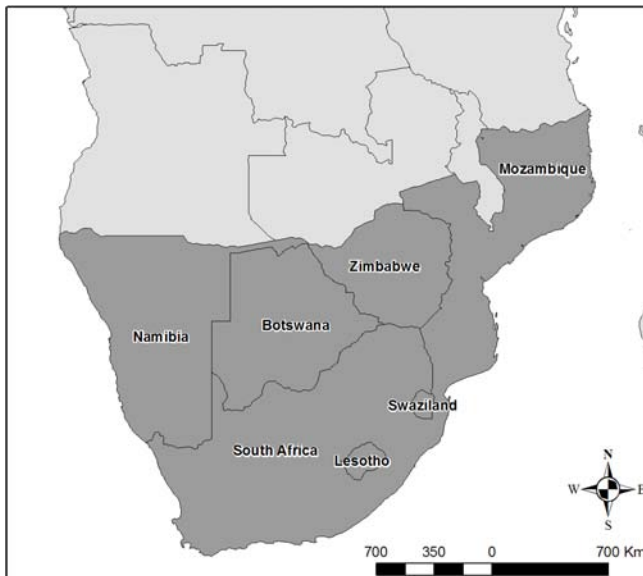 Mozambique
Zimbabwe
Botswana
Namibia
Swaziland
South Africa
Lesotho
N
W E
S
700 350 0 700 Km